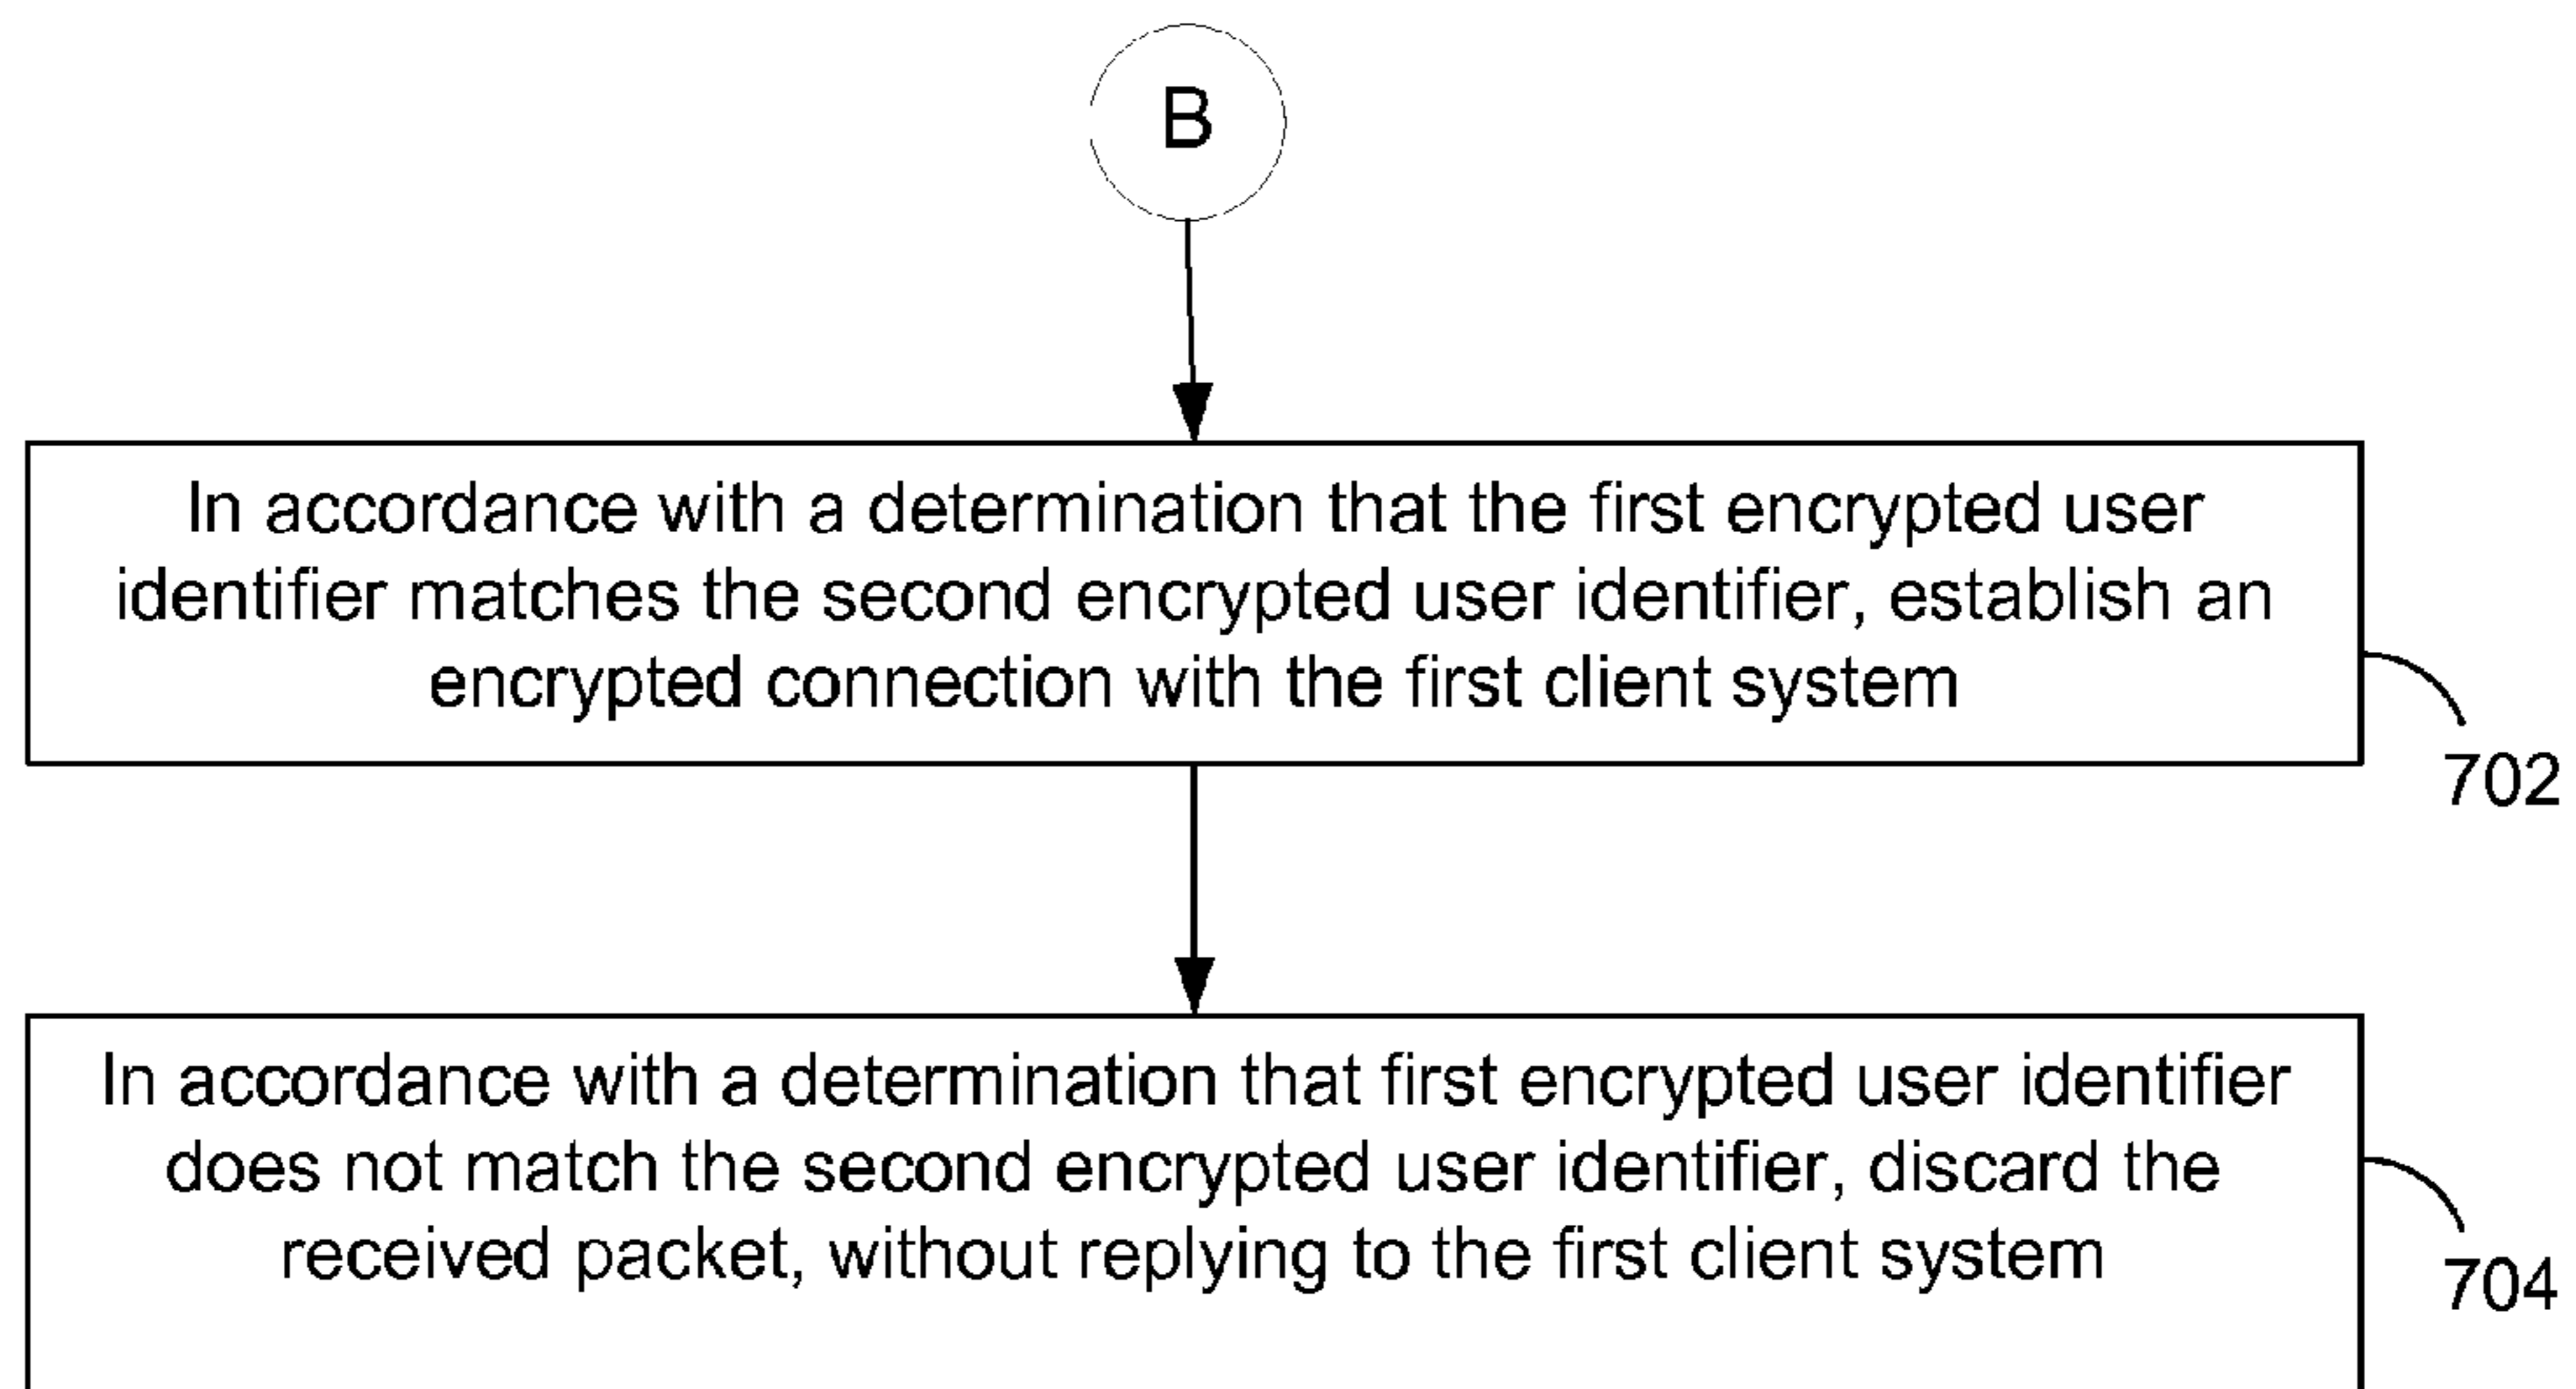 B
In accordance with a determination that the first encrypted user
identifier matches the second encrypted user identifier, establish an
encrypted connection with the first client system
702
In accordance with a determination that first encrypted user identifier
does not match the second encrypted user identifier, discard the
received packet, without replying to the first client system
704